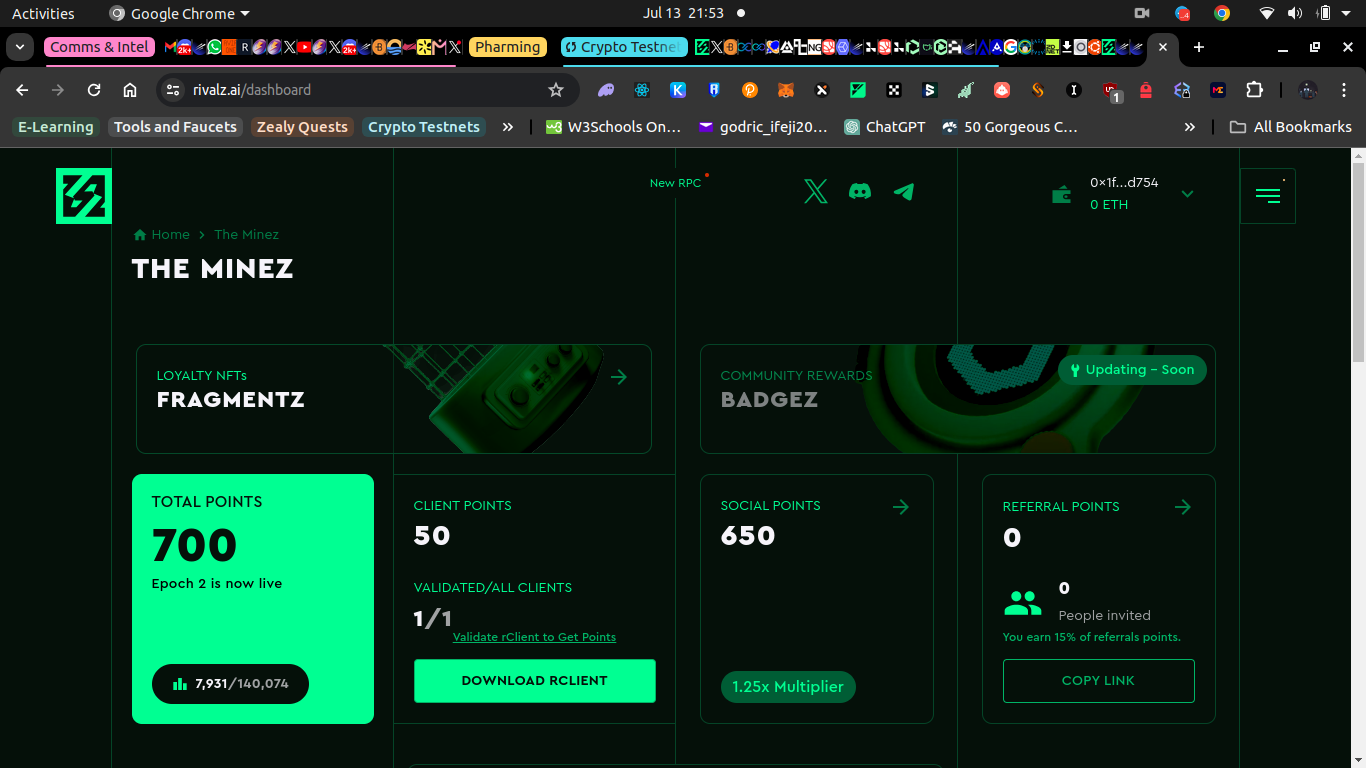 Activities
Google Chrome
Jul 13 21:53
Comms & Intel
Pharming
Crypto Testnet
rivalz.ai/dashboard
1
E-Learning
Tools and Faucets
Zealy Quests
Crypto Testnets
W3Schools On...
godric_ifeji20...
ChatGPT
50 Gorgeous C...
All Bookmarks
New RPC
0x1f...d754
0 ETH
Home
The Minez
THE MINEZ
LOYALTY NFTs
FRAGMENTZ
COMMUNITY REWARDS
BADGEZ
Updating - Soon
TOTAL POINTS
700
Epoch 2 is now live
7,931/140,074
CLIENT POINTS
50
VALIDATED/ALL CLIENTS
1/1
Validate rClient to Get Points
DOWNLOAD RCLIENT
SOCIAL POINTS
650
1.25x Multiplier
REFERRAL POINTS
0
0
People invited
You earn 15% of referrals points.
COPY LINK